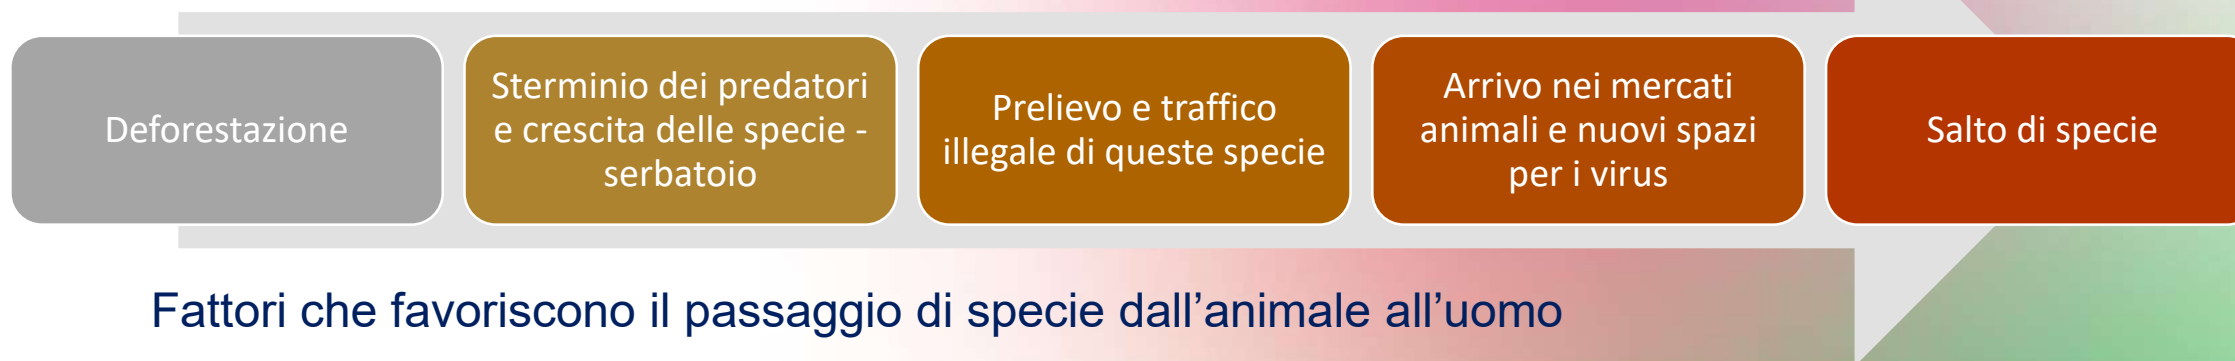 Deforestazione
Sterminio dei predatori
e crescita delle specie -
serbatoio
Prelievo e traffico
illegale di queste specie
Arrivo nei mercati
animali e nuovi spazi
per i virus
Salto di specie
Fattori che favoriscono il passaggio di specie dall’animale all’uomo